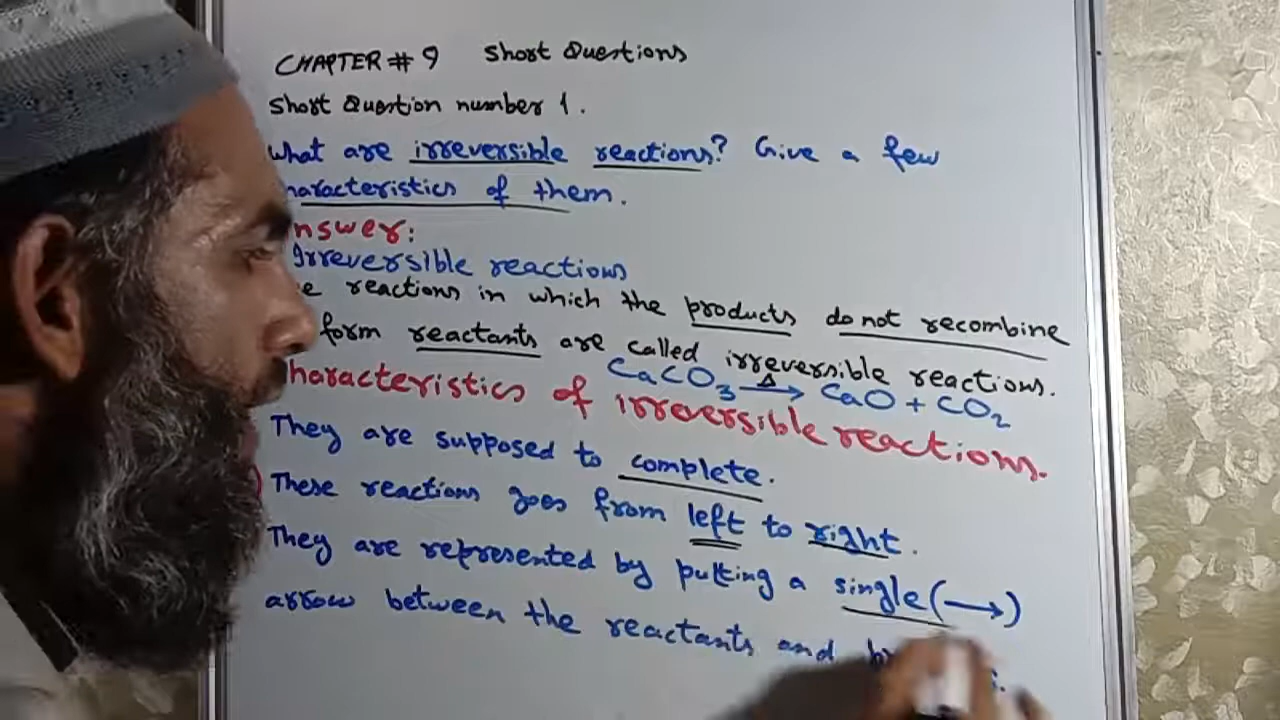 CHAPTER # 9 Short Questions
Short Question number 1.
What are irreversible reactions? Give a few
haracteristics of them.
nswer:
Irreversible reactions
e reactions in which the products do not recombine
form reactants are called irreversible reactions.
CaCO3 Δ→ CaO + CO2
haracteristics of irreversible reactions.
They are supposed to complete.
) These reactions goes from left to right.
They are represented by putting a single (→)
arrow between the reactants and